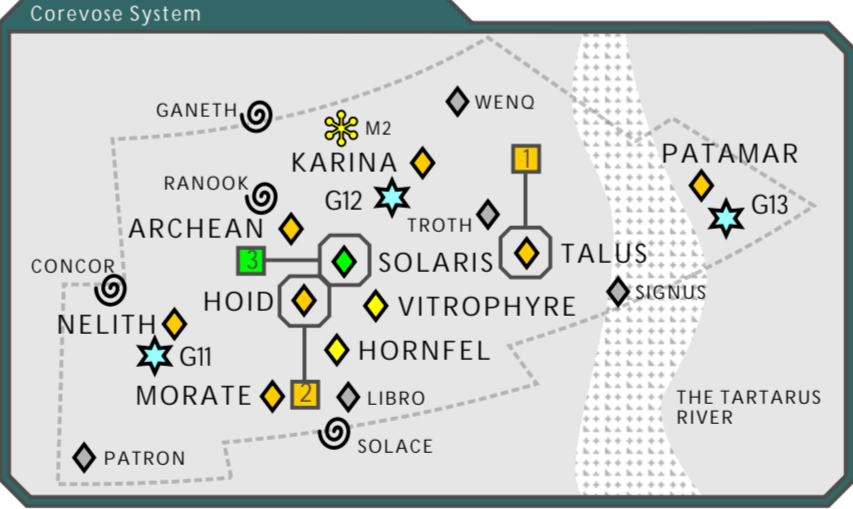 Corevose System
GANETH
WENQ
M2
KARINA
1
PATAMAR
RANOOK
G12
G13
TROTH
ARCHEAN
3
SOLARIS
TALUS
CONCOR
SIGNUS
HOID
VITROPHYRE
NELITH
G11
HORNFEL
MORATE
2
LIBRO
THE TARTARUS
RIVER
SOLACE
PATRON